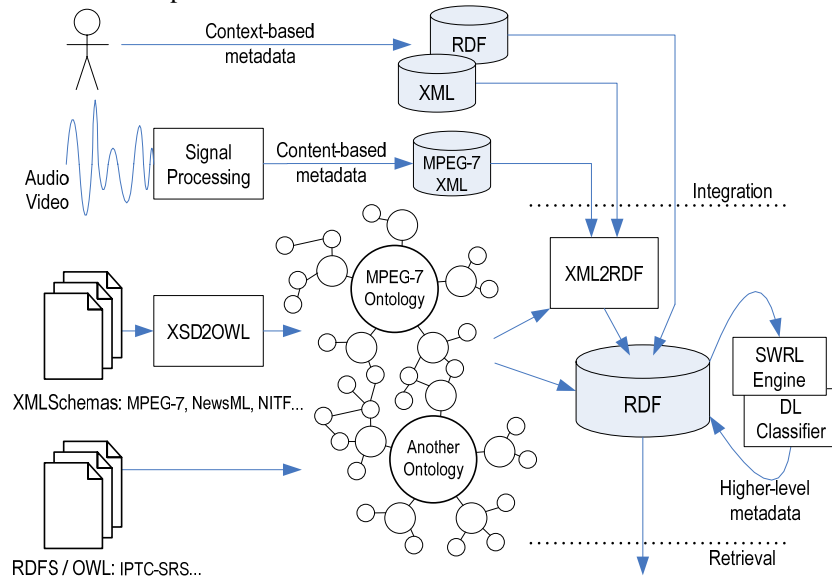 Context-based
metadata
RDF
XML
Signal
Processing
Content-based
metadata
MPEG-7
XML
Audio
Video
Integration
MPEG-7
Ontology
XML2RDF
XSD2OWL
SWRL
Engine
DL
Classifier
RDF
XMLSchemas: MPEG-7, NewsML, NITF...
Another
Ontology
Higher-level
metadata
RDFS / OWL: IPTC-SRS...
Retrieval